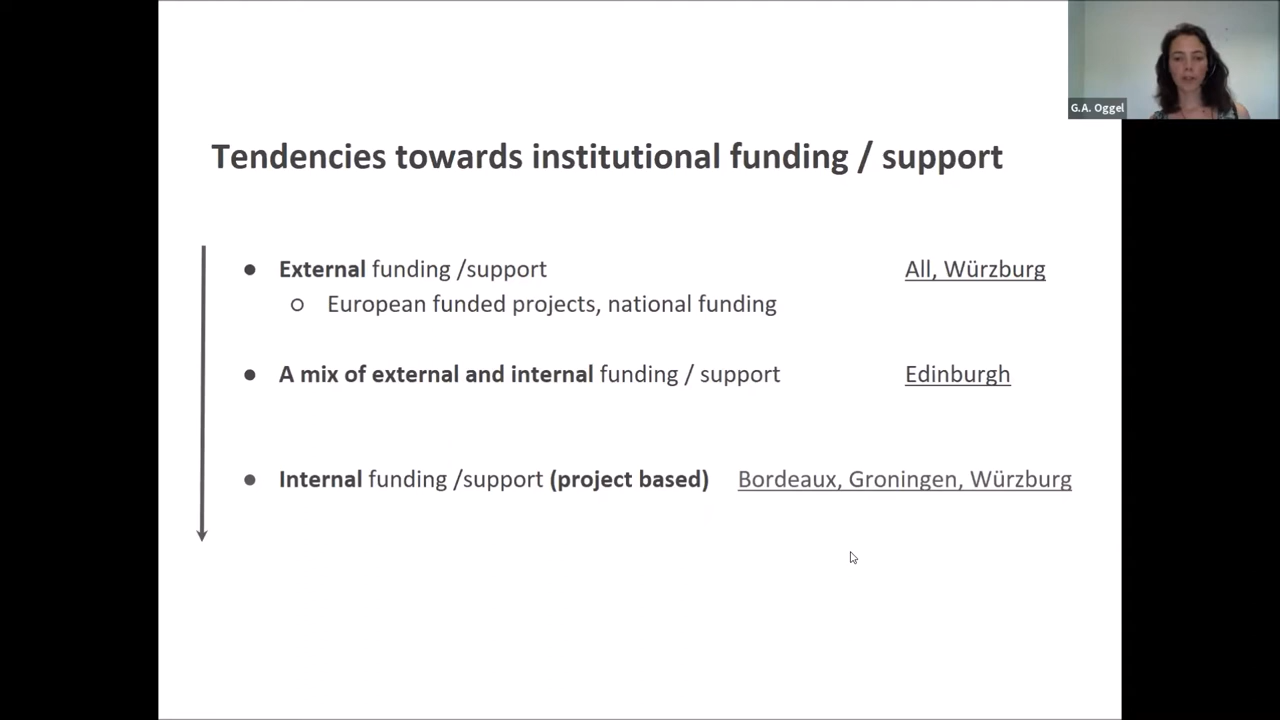 G.A. Oggel
Tendencies towards institutional funding / support
● External funding /support All, Würzburg
○ European funded projects, national funding
● A mix of external and internal funding / support Edinburgh
● Internal funding /support (project based) Bordeaux, Groningen, Würzburg